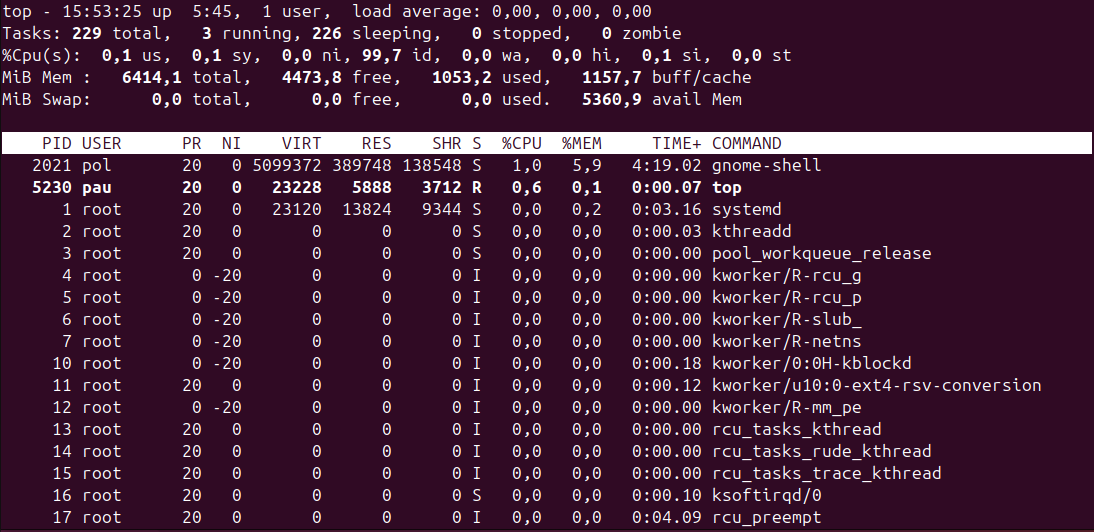 top - 15:53:25 up  5:45,  1 user,  load average: 0,00, 0,00, 0,00
Tasks: 229 total,   3 running, 226 sleeping,   0 stopped,   0 zombie
%Cpu(s):  0,1 us,  0,1 sy,  0,0 ni, 99,7 id,  0,0 wa,  0,0 hi,  0,1 si,  0,0 st
MiB Mem :   6414,1 total,   4473,8 free,   1053,2 used,   1157,7 buff/cache
MiB Swap:      0,0 total,      0,0 free,      0,0 used.   5360,9 avail Mem

    PID USER      PR  NI    VIRT    RES    SHR S  %CPU  %MEM     TIME+ COMMAND
   2021 pol       20   0 5099372 389748 138548 S   1,0   5,9   4:19.02 gnome-shell
   5230 pau       20   0   23228   5888   3712 R   0,6   0,1   0:00.07 top
      1 root      20   0   23120  13824   9344 S   0,0   0,2   0:03.16 systemd
      2 root      20   0       0      0      0 S   0,0   0,0   0:00.03 kthreadd
      3 root      20   0       0      0      0 S   0,0   0,0   0:00.00 pool_workqueue_release
      4 root       0 -20       0      0      0 I   0,0   0,0   0:00.00 kworker/R-rcu_g
      5 root       0 -20       0      0      0 I   0,0   0,0   0:00.00 kworker/R-rcu_p
      6 root       0 -20       0      0      0 I   0,0   0,0   0:00.00 kworker/R-slub_
      7 root       0 -20       0      0      0 I   0,0   0,0   0:00.00 kworker/R-netns
     10 root       0 -20       0      0      0 I   0,0   0,0   0:00.18 kworker/0:0H-kblockd
     11 root      20   0       0      0      0 I   0,0   0,0   0:00.12 kworker/u10:0-ext4-rsv-conversion
     12 root       0 -20       0      0      0 I   0,0   0,0   0:00.00 kworker/R-mm_pe
     13 root      20   0       0      0      0 I   0,0   0,0   0:00.00 rcu_tasks_kthread
     14 root      20   0       0      0      0 I   0,0   0,0   0:00.00 rcu_tasks_rude_kthread
     15 root      20   0       0      0      0 I   0,0   0,0   0:00.00 rcu_tasks_trace_kthread
     16 root      20   0       0      0      0 S   0,0   0,0   0:00.10 ksoftirqd/0
     17 root      20   0       0      0      0 I   0,0   0,0   0:04.09 rcu_preempt